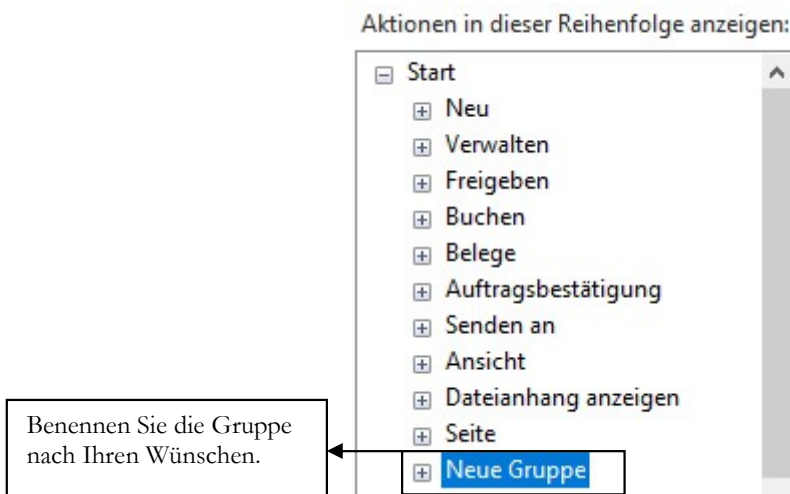 Aktionen in dieser Reihenfolge anzeigen:
Start
Neu
Verwalten
Freigeben
Buchen
Belege
Auftragsbestätigung
Senden an
Ansicht
Dateianhang anzeigen
Seite
Neue Gruppe
Benennen Sie die Gruppe
nach Ihren Wünschen.